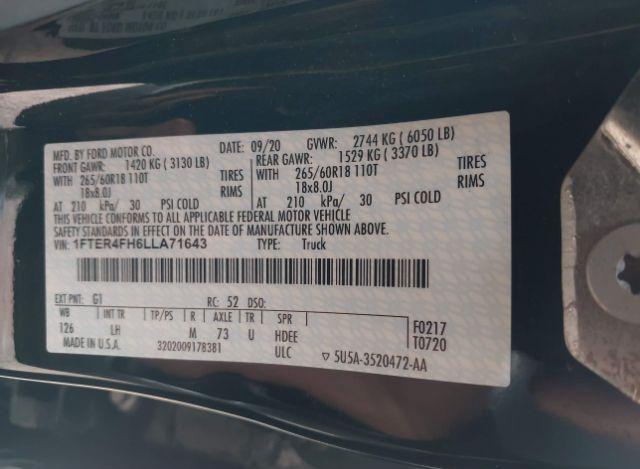 MFD. BY FORD MOTOR CO. DATE: 09/20 GVWR: 2744 KG ( 6050 LB)
FRONT GAWR: 1420 KG ( 3130 LB) REAR GAWR: 1529 KG ( 3370 LB)
WITH 265/60R18 110T TIRES WITH 265/60R18 110T TIRES
18x8.0J RIMS 18x8.0J RIMS
AT 210 kPa/ 30 PSI COLD AT 210 kPa/ 30 PSI COLD
THIS VEHICLE CONFORMS TO ALL APPLICABLE FEDERAL MOTOR VEHICLE
SAFETY STANDARDS IN EFFECT ON THE DATE OF MANUFACTURE SHOWN ABOVE.
VIN: 1FTER4FH6LLA71643 TYPE: Truck
EXT PNT: G1 RC: 52 DSO:
WB INT TR TP/PS R AXLE TR SPR F0217
126 LH M 73 U HDEE T0720
MADE IN U.S.A. 3202009178381 ULC ▽ 5U5A-3520472-AA